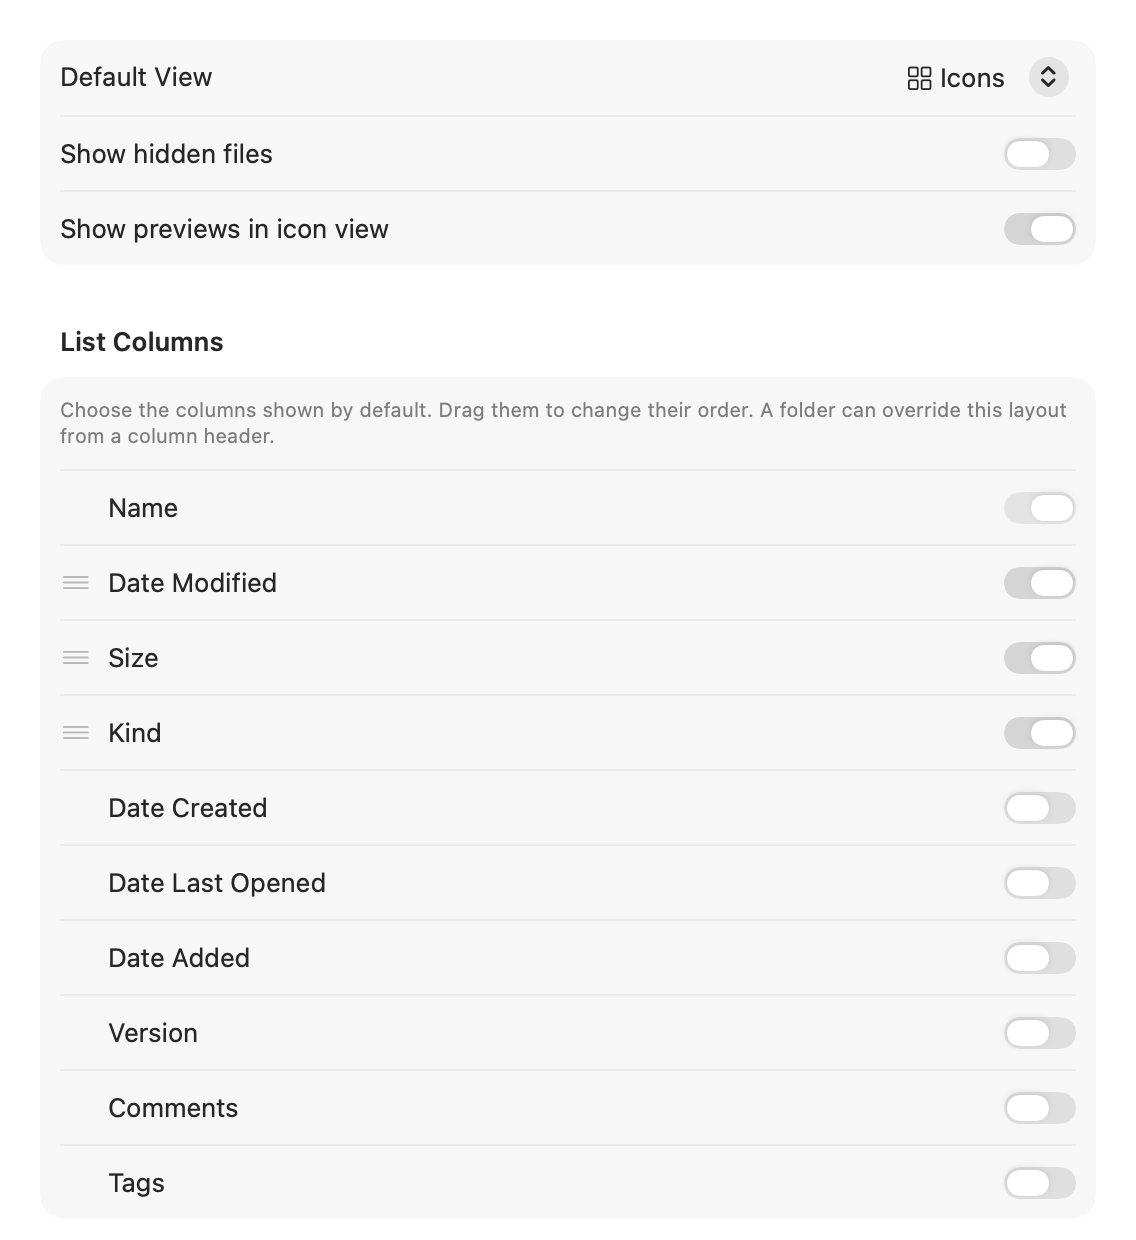 Default View
Icons
Show hidden files
Show previews in icon view
List Columns
Choose the columns shown by default. Drag them to change their order. A folder can override this layout
from a column header.
Name
Date Modified
Size
Kind
Date Created
Date Last Opened
Date Added
Version
Comments
Tags